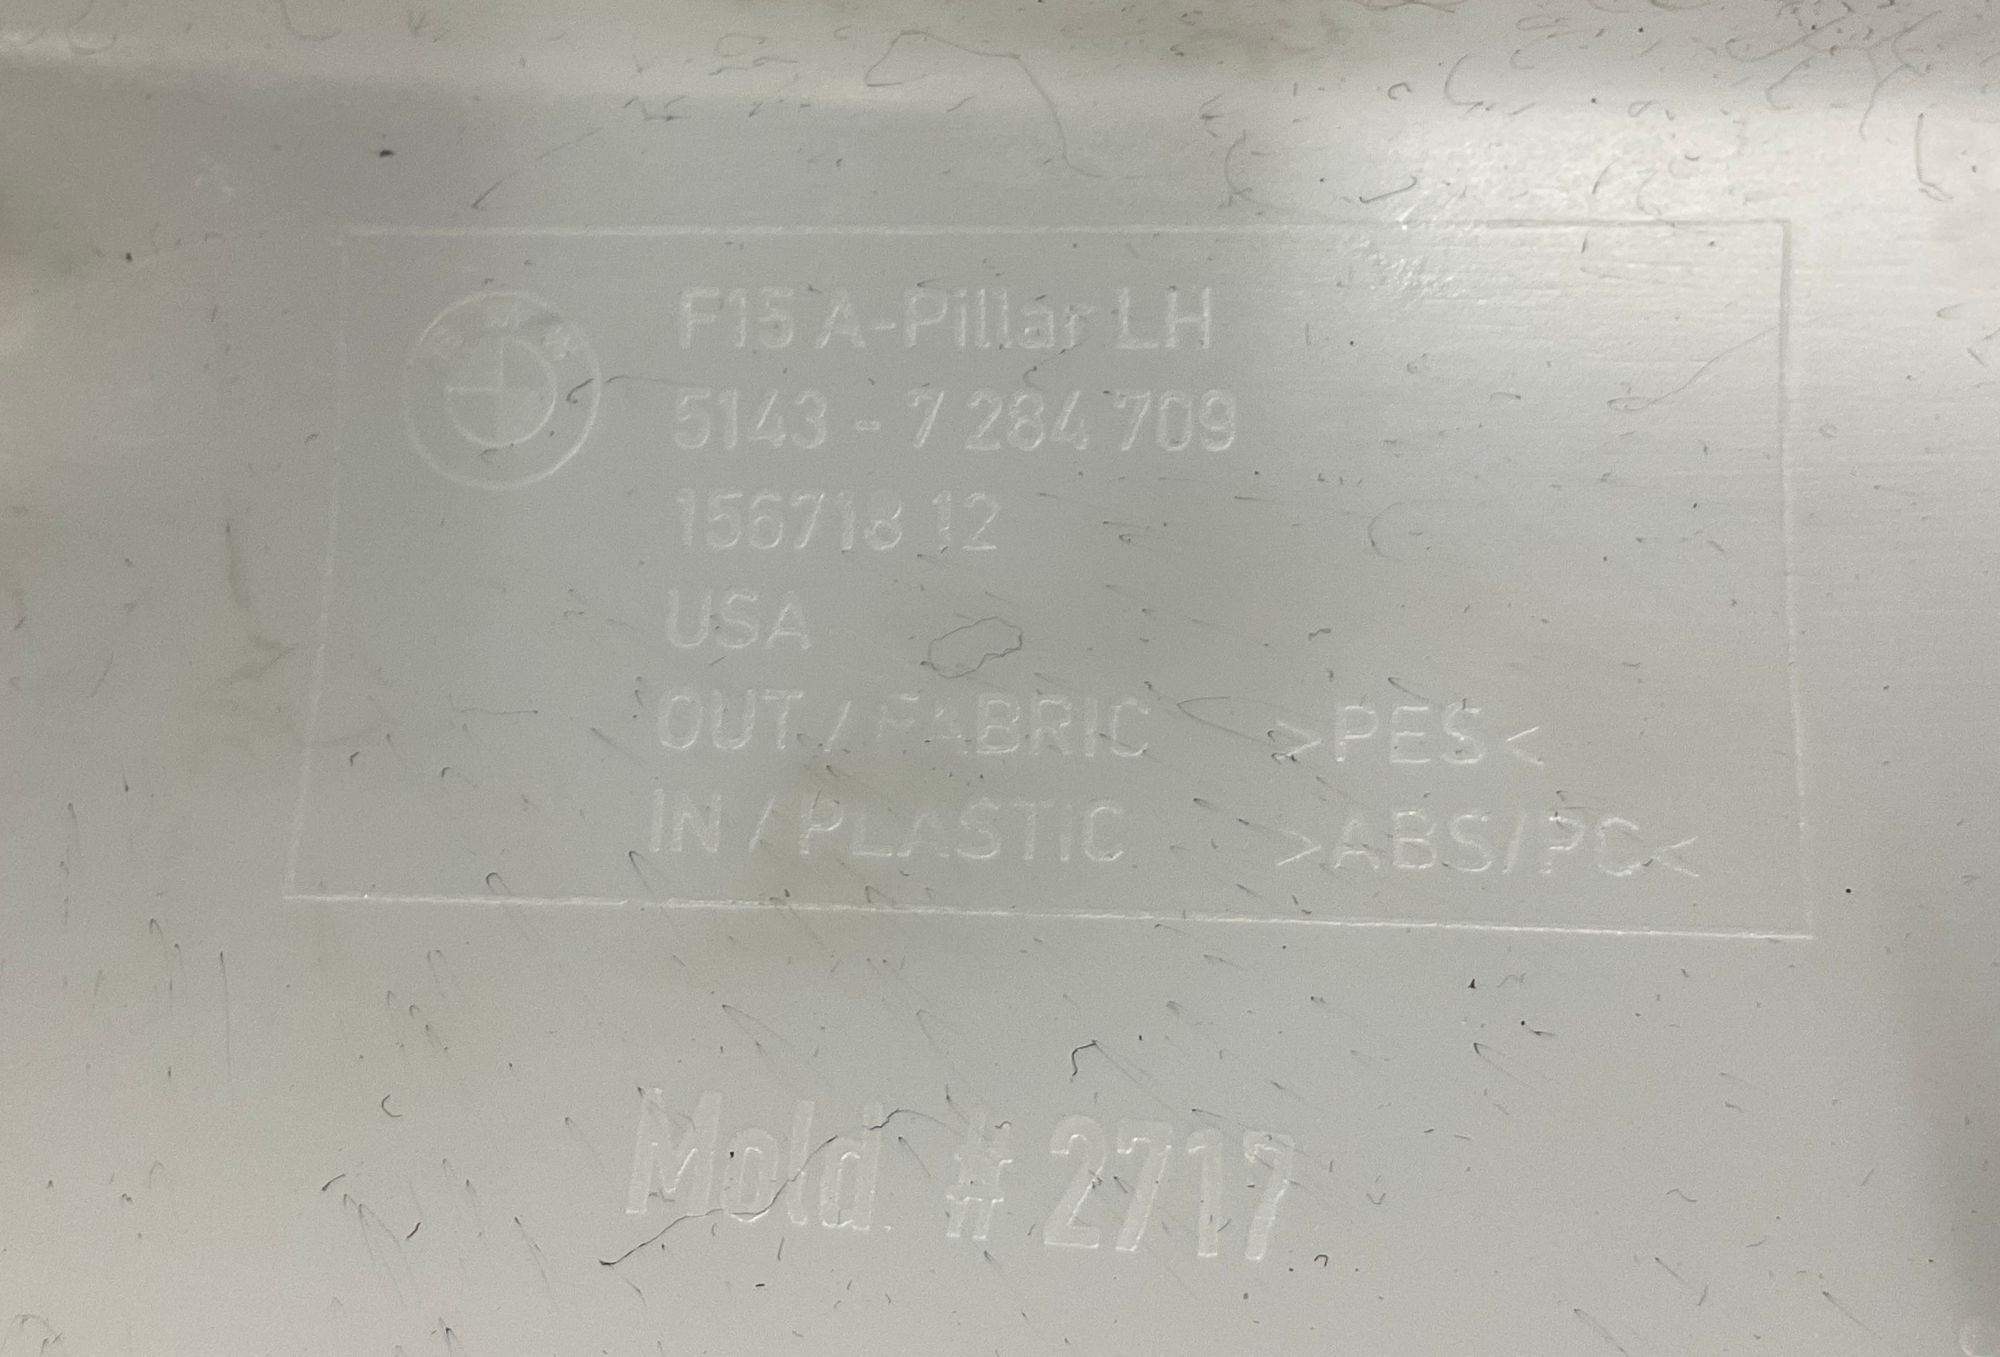 BMW
F15 A-Pillar LH
5143 - 7 284 709
156718 12
USA
OUT / FABRIC >PES<
IN / PLASTiC >ABS/PC<
Mold # 2717